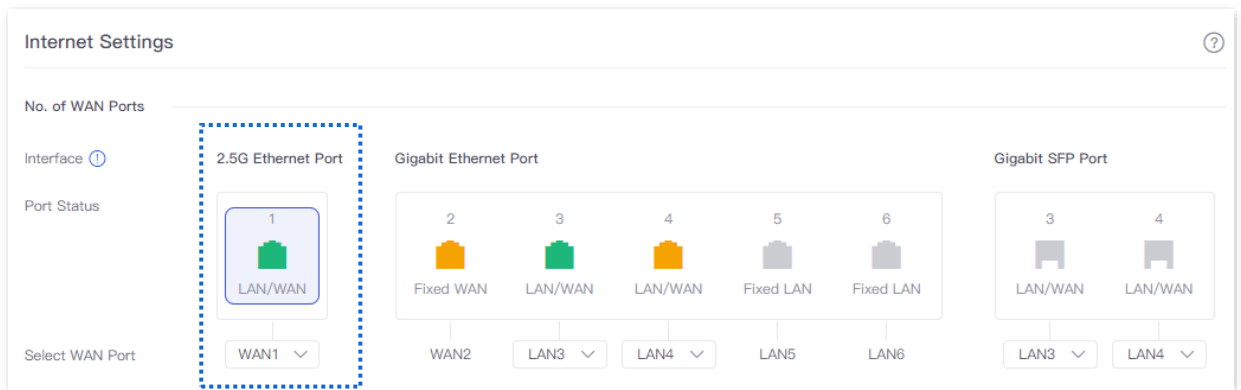 Internet Settings
?
No. of WAN Ports
Interface ! 2.5G Ethernet Port Gigabit Ethernet Port Gigabit SFP Port
Port Status
1 2 3 4 5 6 3 4
LAN/WAN Fixed WAN LAN/WAN LAN/WAN Fixed LAN Fixed LAN LAN/WAN LAN/WAN
Select WAN Port WAN1 WAN2 LAN3 LAN4 LAN5 LAN6 LAN3 LAN4